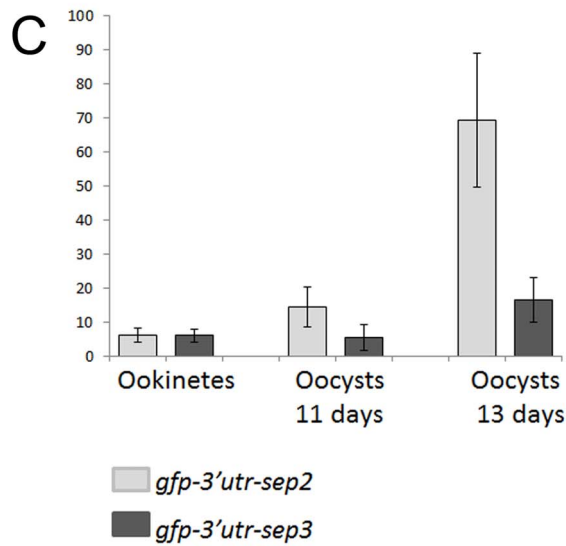 C
100
90
80
70
60
50
40
30
20
10
0
Ookinetes Oocysts Oocysts
11 days 13 days
gfp-3'utr-sep2
gfp-3'utr-sep3